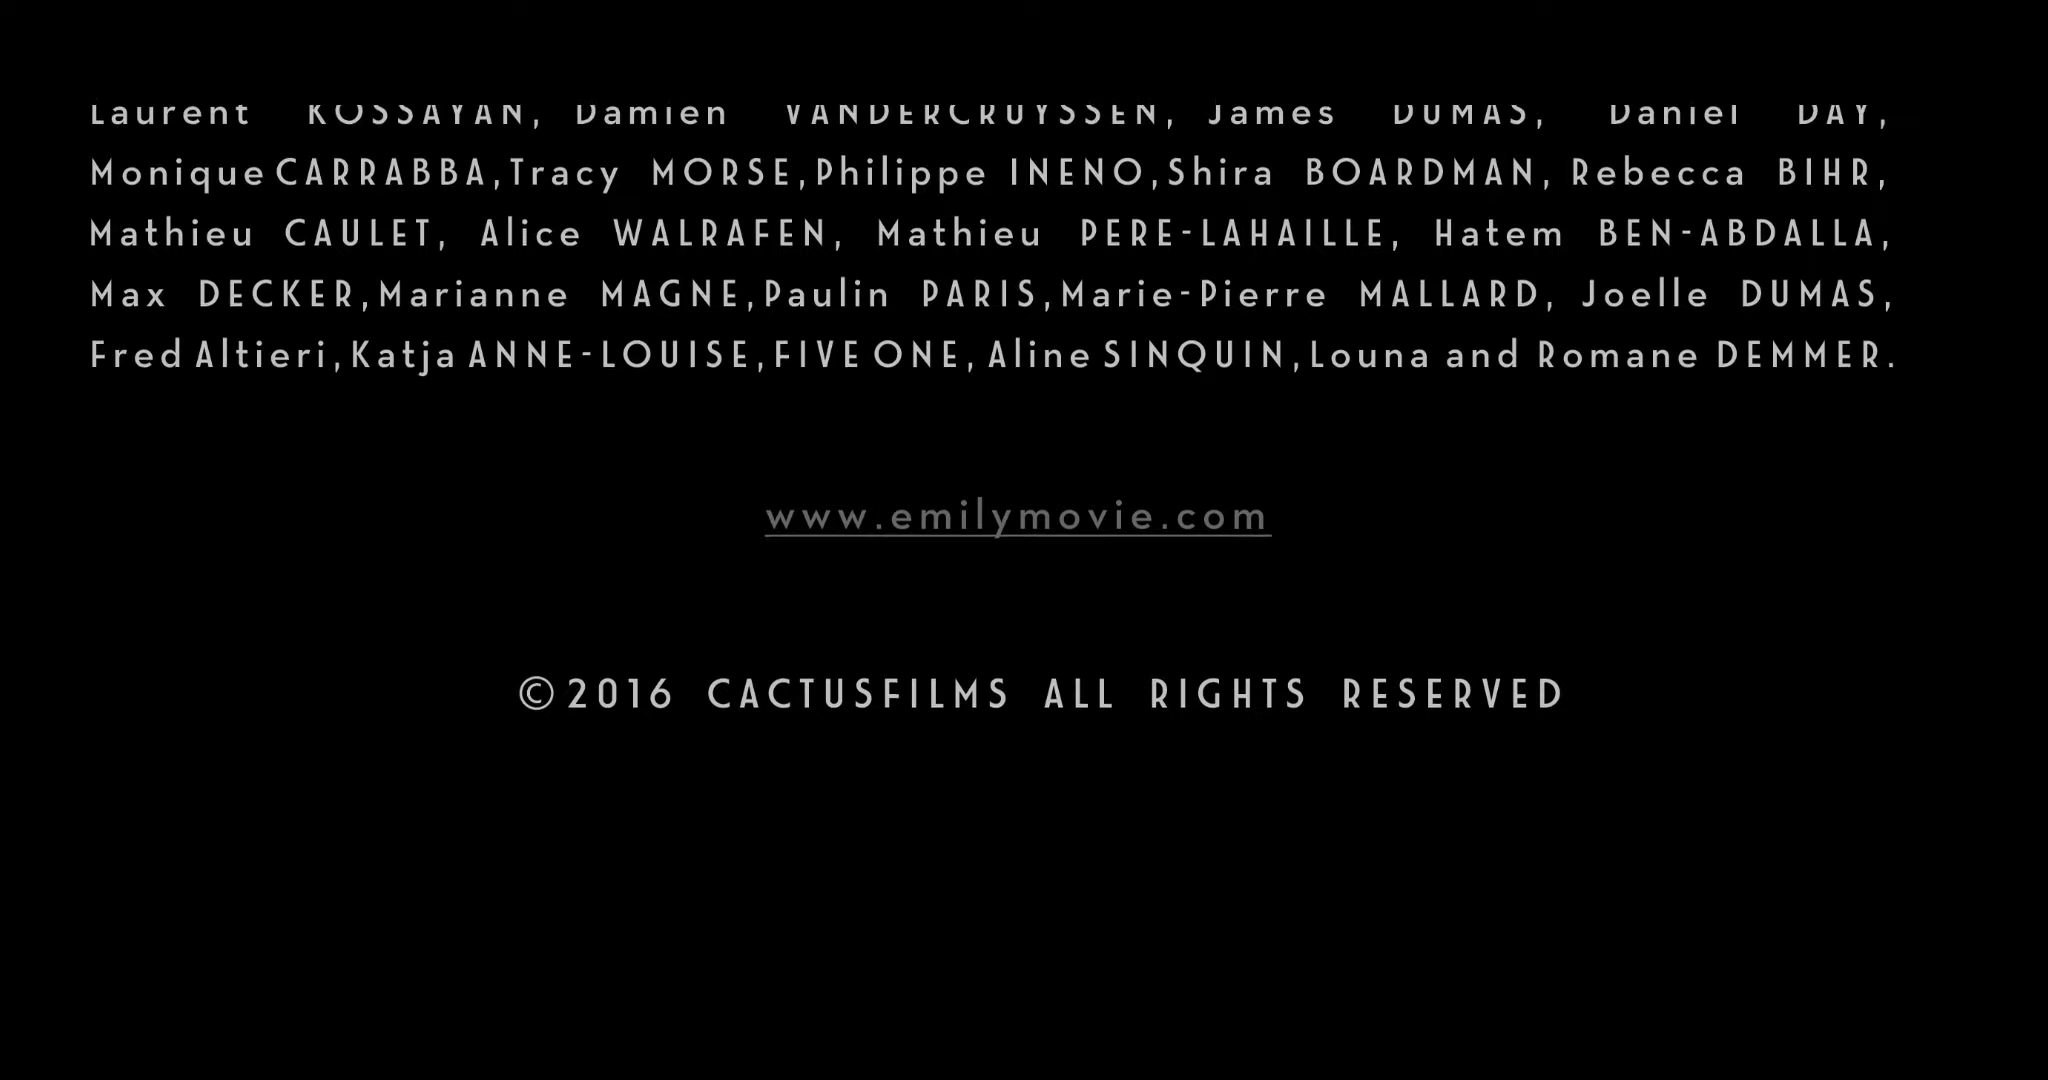 Laurent KOSSAYAN, Damien VANDERCRUYSSEN, James DUMAS, Daniel DAY,
Monique CARRABBA,Tracy MORSE,Philippe INENO,Shira BOARDMAN, Rebecca BIHR,
Mathieu CAULET, Alice WALRAFEN, Mathieu PERE-LAHAILLE, Hatem BEN-ABDALLA,
Max DECKER,Marianne MAGNE,Paulin PARIS,Marie-Pierre MALLARD, Joelle DUMAS,
Fred Altieri,Katja ANNE-LOUISE,FIVE ONE, Aline SINQUIN,Louna and Romane DEMMER.
www.emilymovie.com
©2016 CACTUSFILMS ALL RIGHTS RESERVED